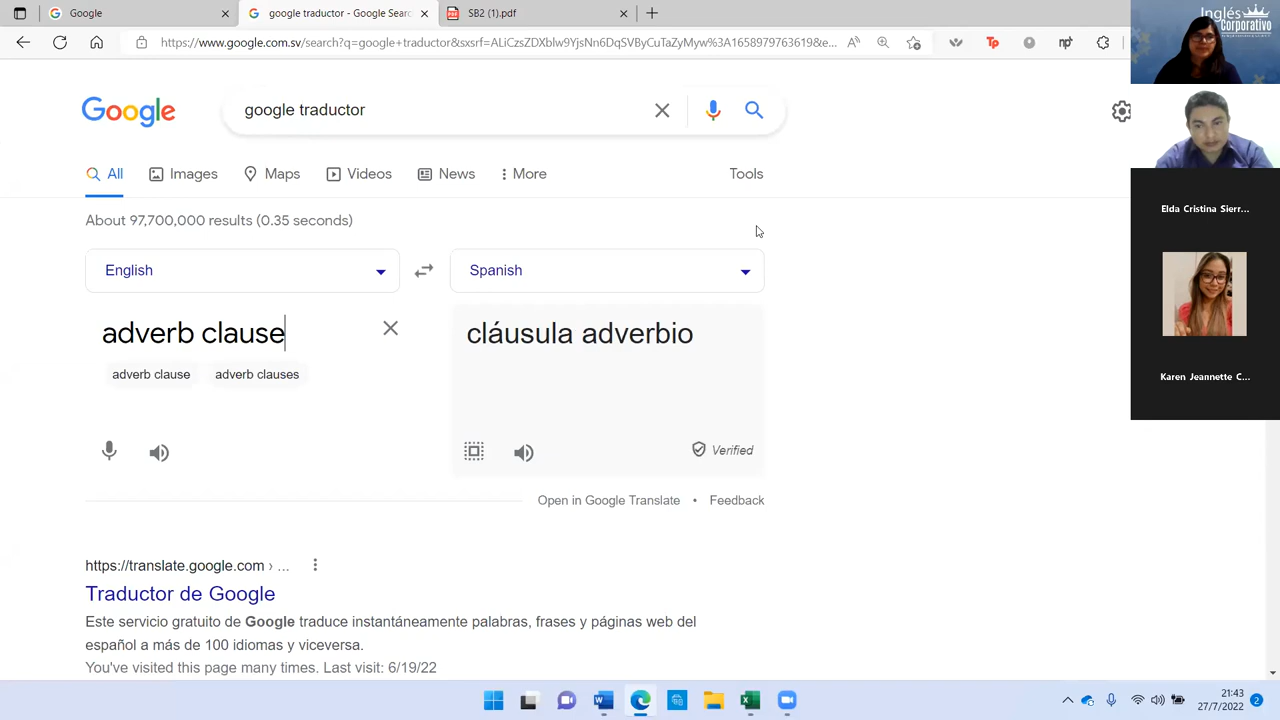 Google
google traductor - Google Sear
SB2 (1).pdf
https://www.google.com.sv/search?q=google+traductor&sxsrf=ALiCzsZDXblw9YjsNn6DqSVByCuTaZyMyw%3A1658979763619&e...
Google
google traductor
All
Images
Maps
Videos
News
More
Tools
About 97,700,000 results (0.35 seconds)
English
Spanish
adverb clause
cláusula adverbio
adverb clause
adverb clauses
Verified
Open in Google Translate • Feedback
https://translate.google.com › ...
Traductor de Google
Este servicio gratuito de Google traduce instantáneamente palabras, frases y páginas web del
español a más de 100 idiomas y viceversa.
You've visited this page many times. Last visit: 6/19/22
Inglés
Corporativo
Elda Cristina Sierr...
Karen Jeannette C...
21:43
27/7/2022
2